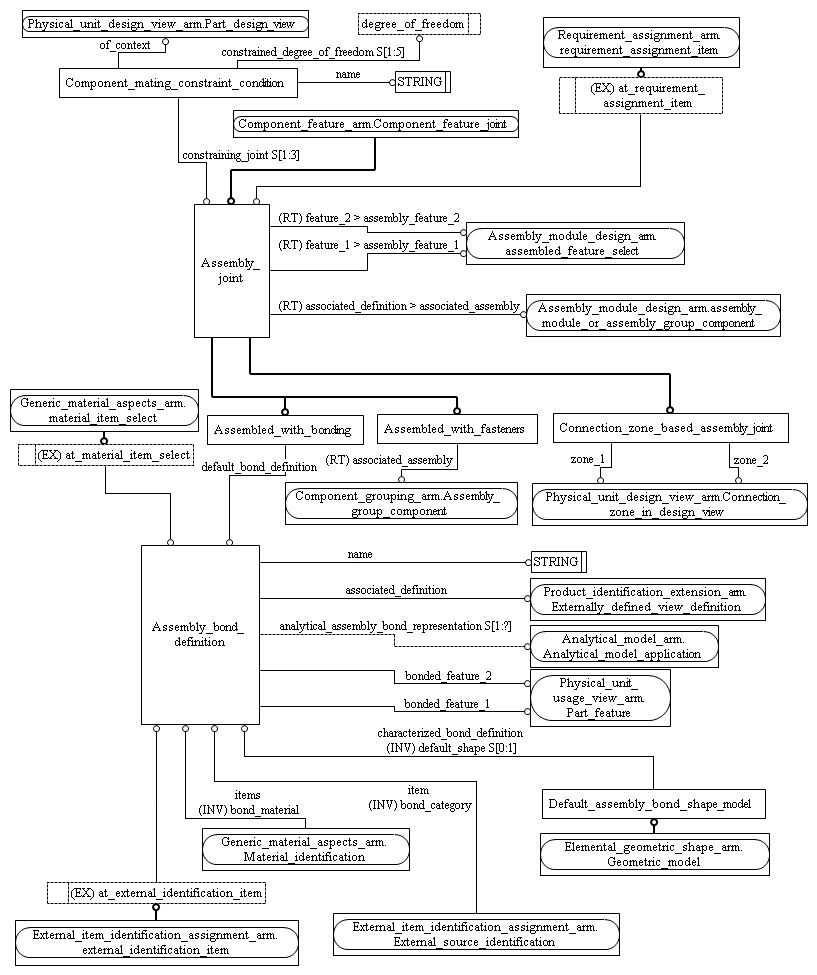 Physical_unit_design_view_arm.Part_design_view
degree_of_freedom
Requirement_assignment_arm.
requirement_assignment_item
of_context
constrained_degree_of_freedom S[1:5]
name
Component_mating_constraint_condition
STRING
(EX) at_requirement_
assignment_item
Component_feature_arm.Component_feature_joint
constraining_joint S[1:3]
(RT) feature_2 > assembly_feature_2
(RT) feature_1 > assembly_feature_1
Assembly_module_design_arm.
assembled_feature_select
Assembly_
joint
(RT) associated_definition > associated_assembly
Assembly_module_design_arm.assembly_
module_or_assembly_group_component
Generic_material_aspects_arm.
material_item_select
Assembled_with_bonding
Assembled_with_fasteners
Connection_zone_based_assembly_joint
(EX) at_material_item_select
default_bond_definition
(RT) associated_assembly
zone_1
zone_2
Component_grouping_arm.Assembly_
group_component
Physical_unit_design_view_arm.Connection_
zone_in_design_view
name
STRING
associated_definition
Product_identification_extension_arm.
Externally_defined_view_definition
Assembly_bond_
definition
analytical_assembly_bond_representation S[1:?]
Analytical_model_arm.
Analytical_model_application
bonded_feature_2
bonded_feature_1
Physical_unit_
usage_view_arm.
Part_feature
characterized_bond_definition
(INV) default_shape S[0:1]
items
(INV) bond_material
item
(INV) bond_category
Default_assembly_bond_shape_model
Generic_material_aspects_arm.
Material_identification
Elemental_geometric_shape_arm.
Geometric_model
(EX) at_external_identification_item
External_item_identification_assignment_arm.
external_identification_item
External_item_identification_assignment_arm.
External_source_identification